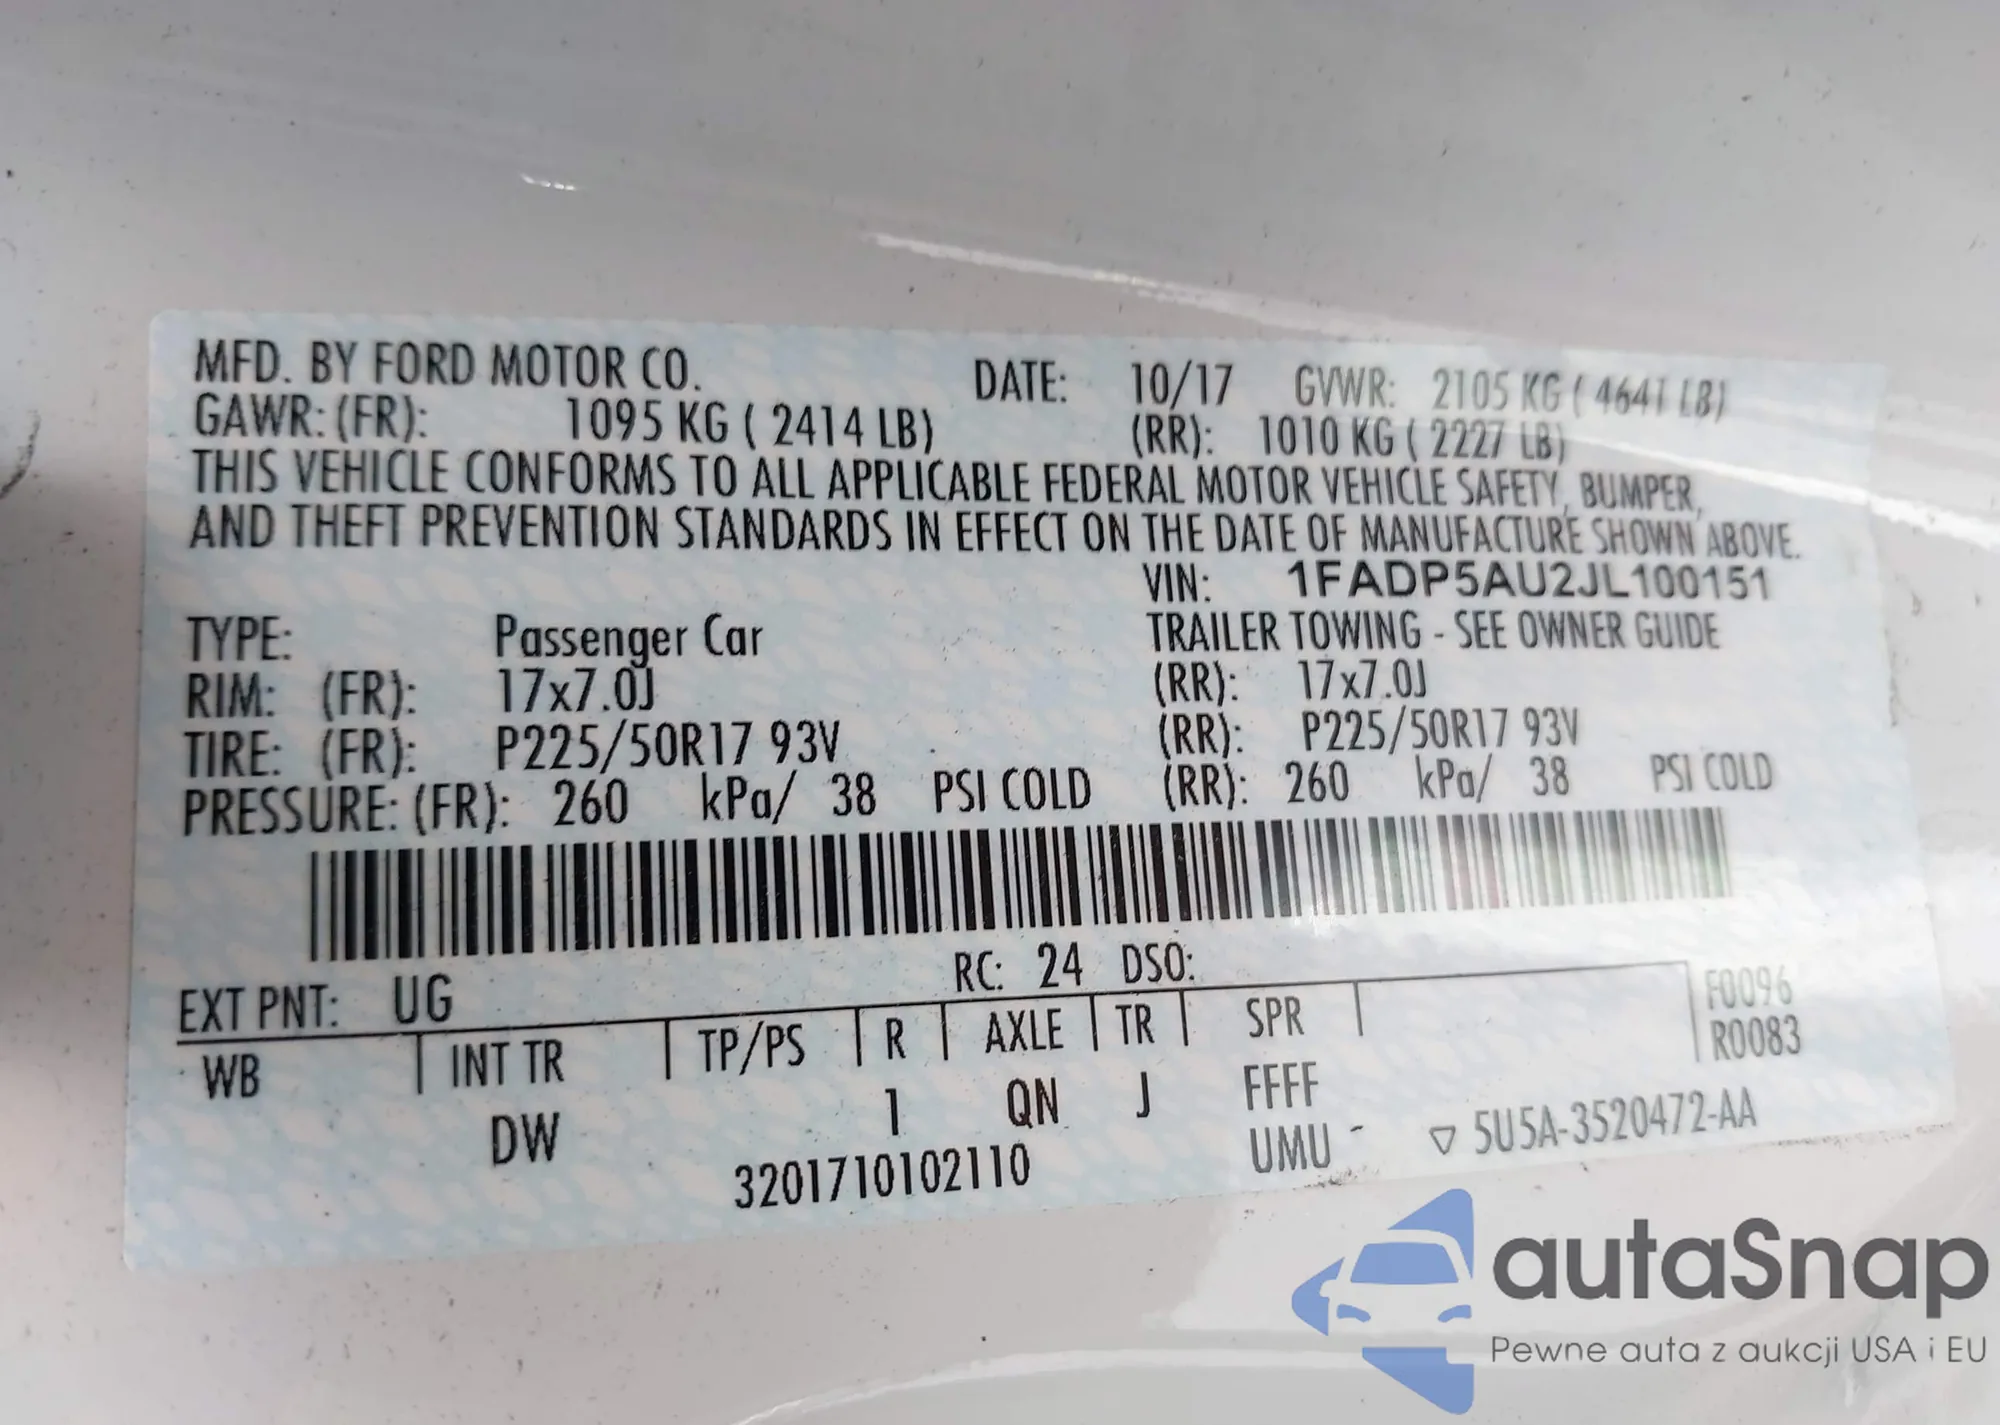 MFD. BY FORD MOTOR CO. DATE: 10/17 GVWR: 2105 KG ( 4641 LB)
GAWR: (FR): 1095 KG ( 2414 LB) (RR): 1010 KG ( 2227 LB)
THIS VEHICLE CONFORMS TO ALL APPLICABLE FEDERAL MOTOR VEHICLE SAFETY, BUMPER,
AND THEFT PREVENTION STANDARDS IN EFFECT ON THE DATE OF MANUFACTURE SHOWN ABOVE.
VIN: 1FADP5AU2JL100151
TYPE: Passenger Car TRAILER TOWING - SEE OWNER GUIDE
RIM: (FR): 17x7.0J (RR): 17x7.0J
TIRE: (FR): P225/50R17 93V (RR): P225/50R17 93V
PRESSURE: (FR): 260 kPa/ 38 PSI COLD (RR): 260 kPa/ 38 PSI COLD
RC: 24 DSO:
EXT PNT: UG F0096
WB INT TR TP/PS R AXLE TR SPR R0083
DW 1 QN J FFFF
3201710102110 UMU - ▽ 5U5A-3520472-AA
autaSnap
Pewne auta z aukcji USA i EU